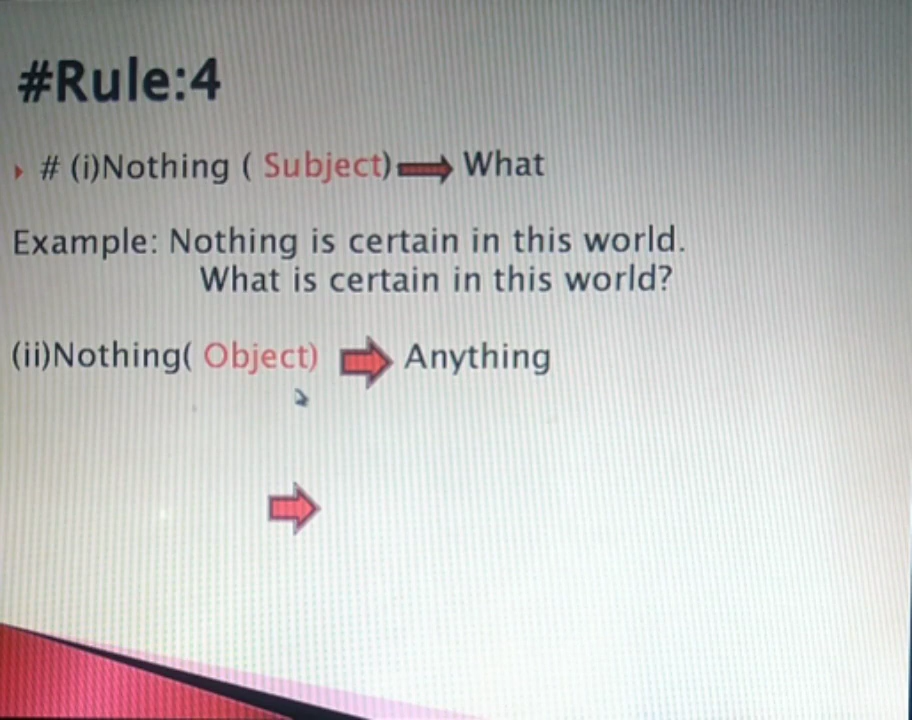 #Rule:4
# (i)Nothing ( Subject) What
Example: Nothing is certain in this world.
What is certain in this world?
(ii)Nothing( Object) Anything